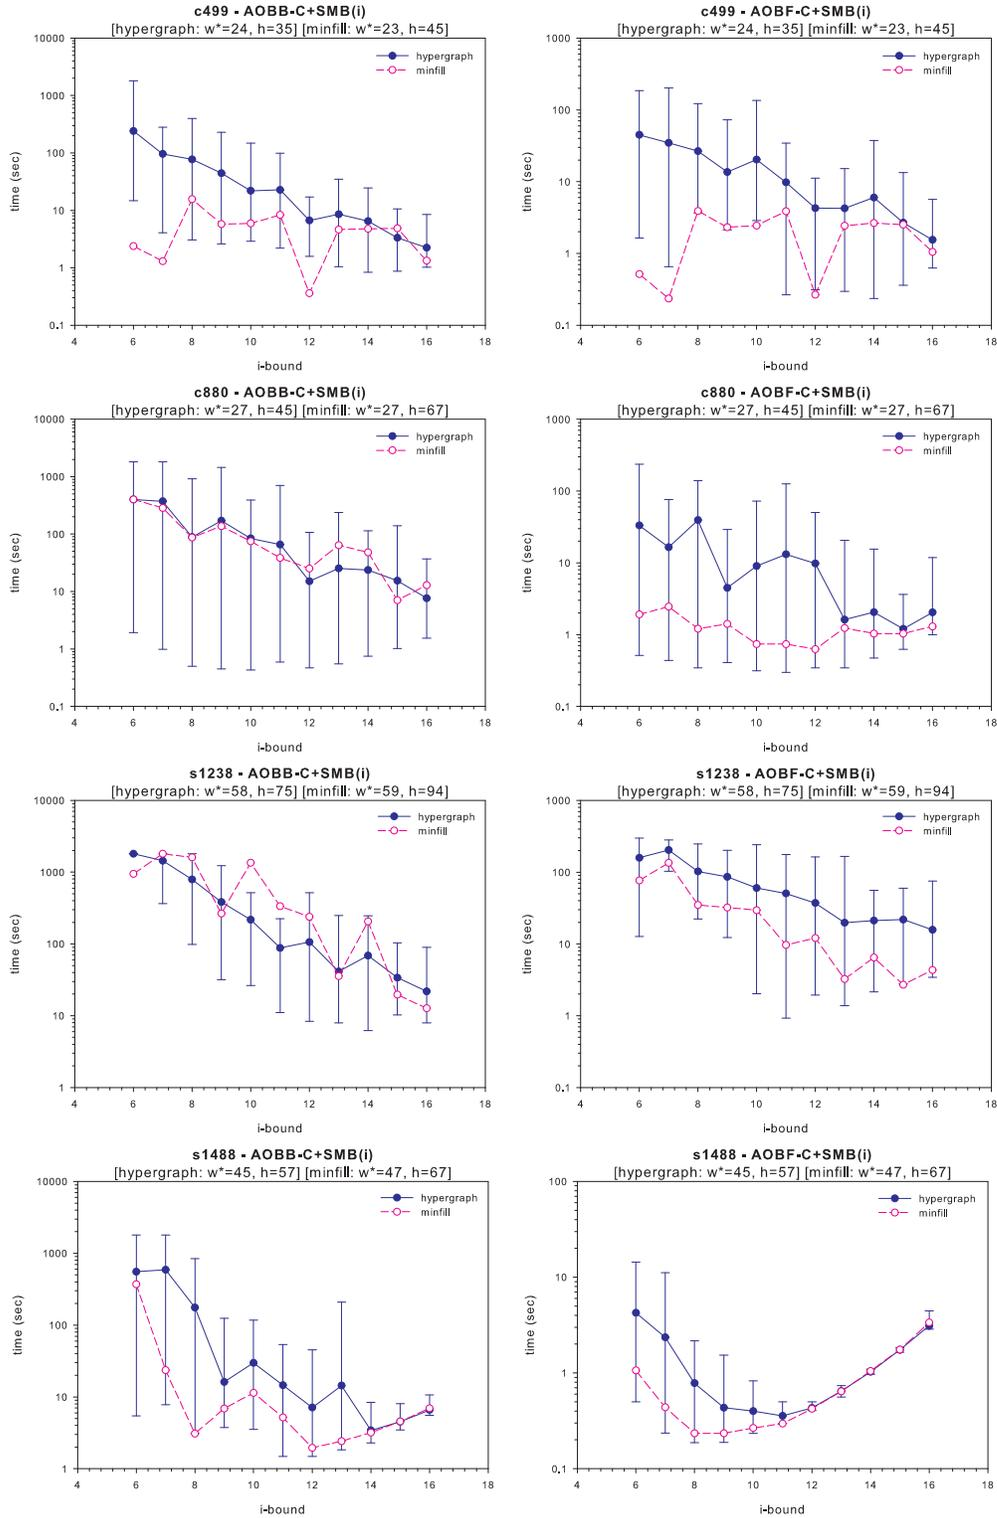 c499 - AOBB-C+SMB(i)
[hypergraph: w*=24, h=35] [minfill: w*=23, h=45]
10000
1000
100
10
1
0.1
time (sec)
hypergraph
minfill
4 6 8 10 12 14 16 18
i-bound
c499 - AOBF-C+SMB(i)
[hypergraph: w*=24, h=35] [minfill: w*=23, h=45]
1000
100
10
1
0.1
time (sec)
hypergraph
minfill
4 6 8 10 12 14 16 18
i-bound
c880 - AOBB-C+SMB(i)
[hypergraph: w*=27, h=45] [minfill: w*=27, h=67]
10000
1000
100
10
1
0.1
time (sec)
hypergraph
minfill
4 6 8 10 12 14 16 18
i-bound
c880 - AOBF-C+SMB(i)
[hypergraph: w*=27, h=45] [minfill: w*=27, h=67]
1000
100
10
1
0.1
time (sec)
hypergraph
minfill
4 6 8 10 12 14 16 18
i-bound
s1238 - AOBB-C+SMB(i)
[hypergraph: w*=58, h=75] [minfill: w*=59, h=94]
10000
1000
100
10
1
time (sec)
hypergraph
minfill
4 6 8 10 12 14 16 18
i-bound
s1238 - AOBF-C+SMB(i)
[hypergraph: w*=58, h=75] [minfill: w*=59, h=94]
1000
100
10
1
0.1
time (sec)
hypergraph
minfill
4 6 8 10 12 14 16 18
i-bound
s1488 - AOBB-C+SMB(i)
[hypergraph: w*=45, h=57] [minfill: w*=47, h=67]
10000
1000
100
10
1
time (sec)
hypergraph
minfill
4 6 8 10 12 14 16 18
i-bound
s1488 - AOBF-C+SMB(i)
[hypergraph: w*=45, h=57] [minfill: w*=47, h=67]
100
10
1
0.1
time (sec)
hypergraph
minfill
4 6 8 10 12 14 16 18
i-bound